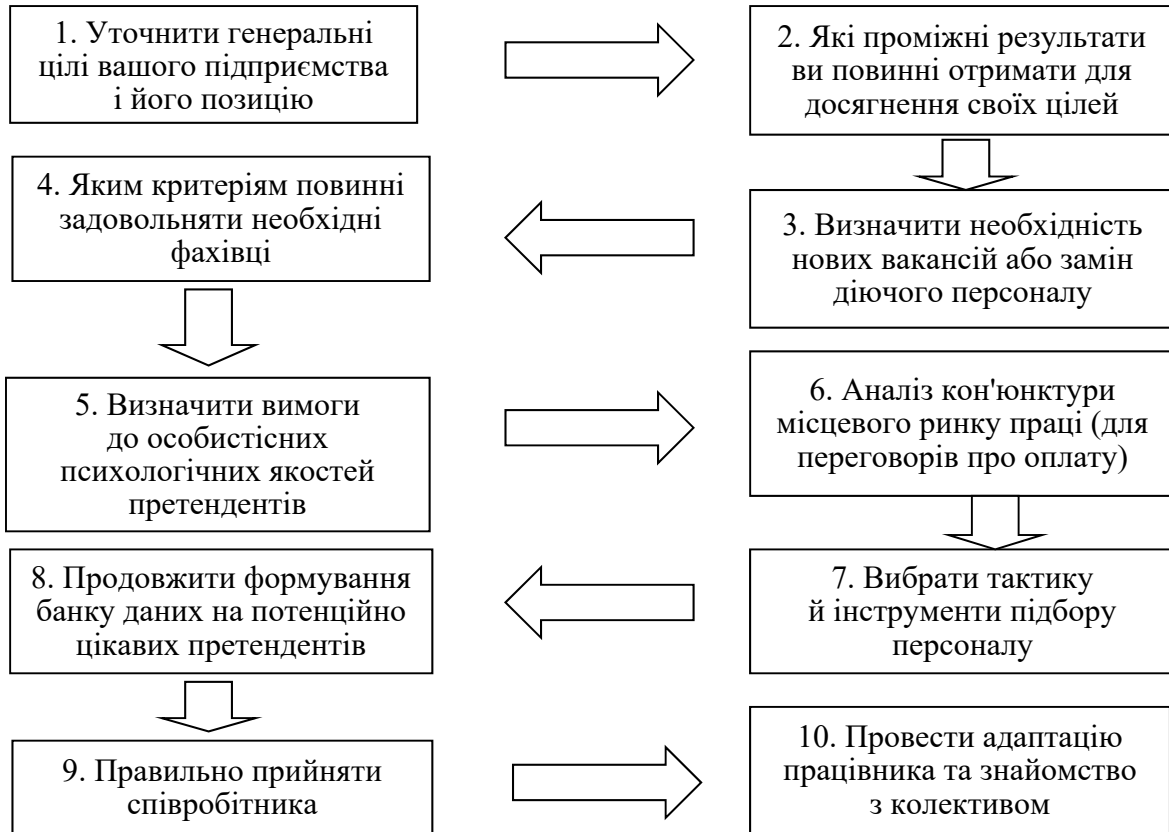 1. Уточнити генеральні
цілі вашого підприємства
і його позицію
2. Які проміжні результати
ви повинні отримати для
досягнення своїх цілей
3. Визначити необхідність
нових вакансій або замін
діючого персоналу
4. Яким критеріям повинні
задовольняти необхідні
фахівці
5. Визначити вимоги
до особистісних
психологічних якостей
претендентів
6. Аналіз кон'юнктури
місцевого ринку праці (для
переговорів про оплату)
7. Вибрати тактику
й інструменти підбору
персоналу
8. Продовжити формування
банку даних на потенційно
цікавих претендентів
9. Правильно прийняти
співробітника
10. Провести адаптацію
працівника та знайомство
з колективом